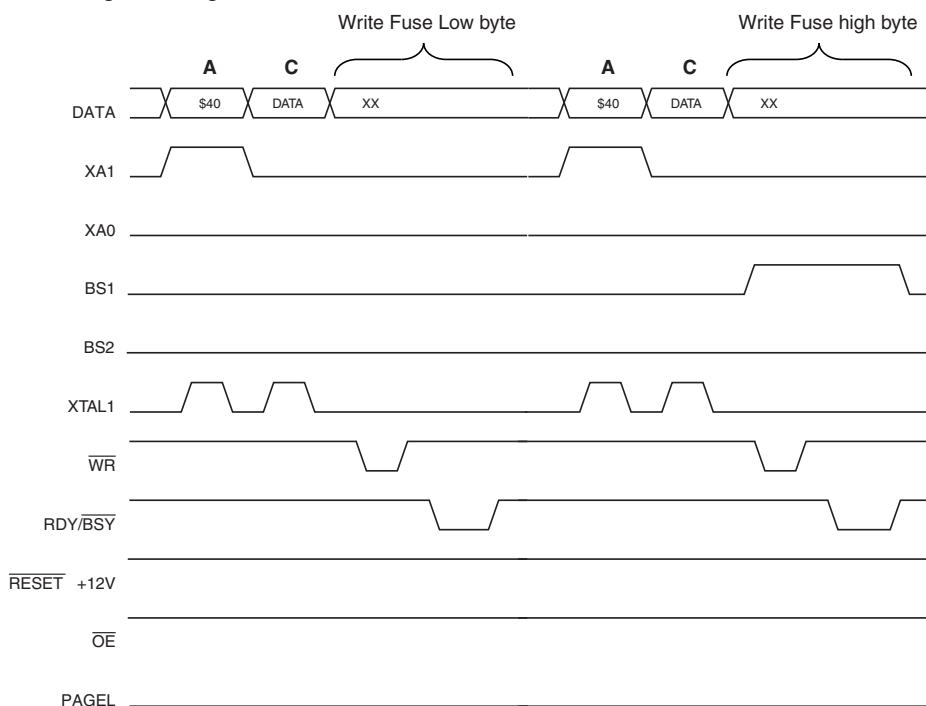 Write Fuse Low byte Write Fuse high byte
A C A C
DATA $40 DATA XX $40 DATA XX
XA1
XA0
BS1
BS2
XTAL1
WR
RDY/BSY
RESET +12V
OE
PAGEL